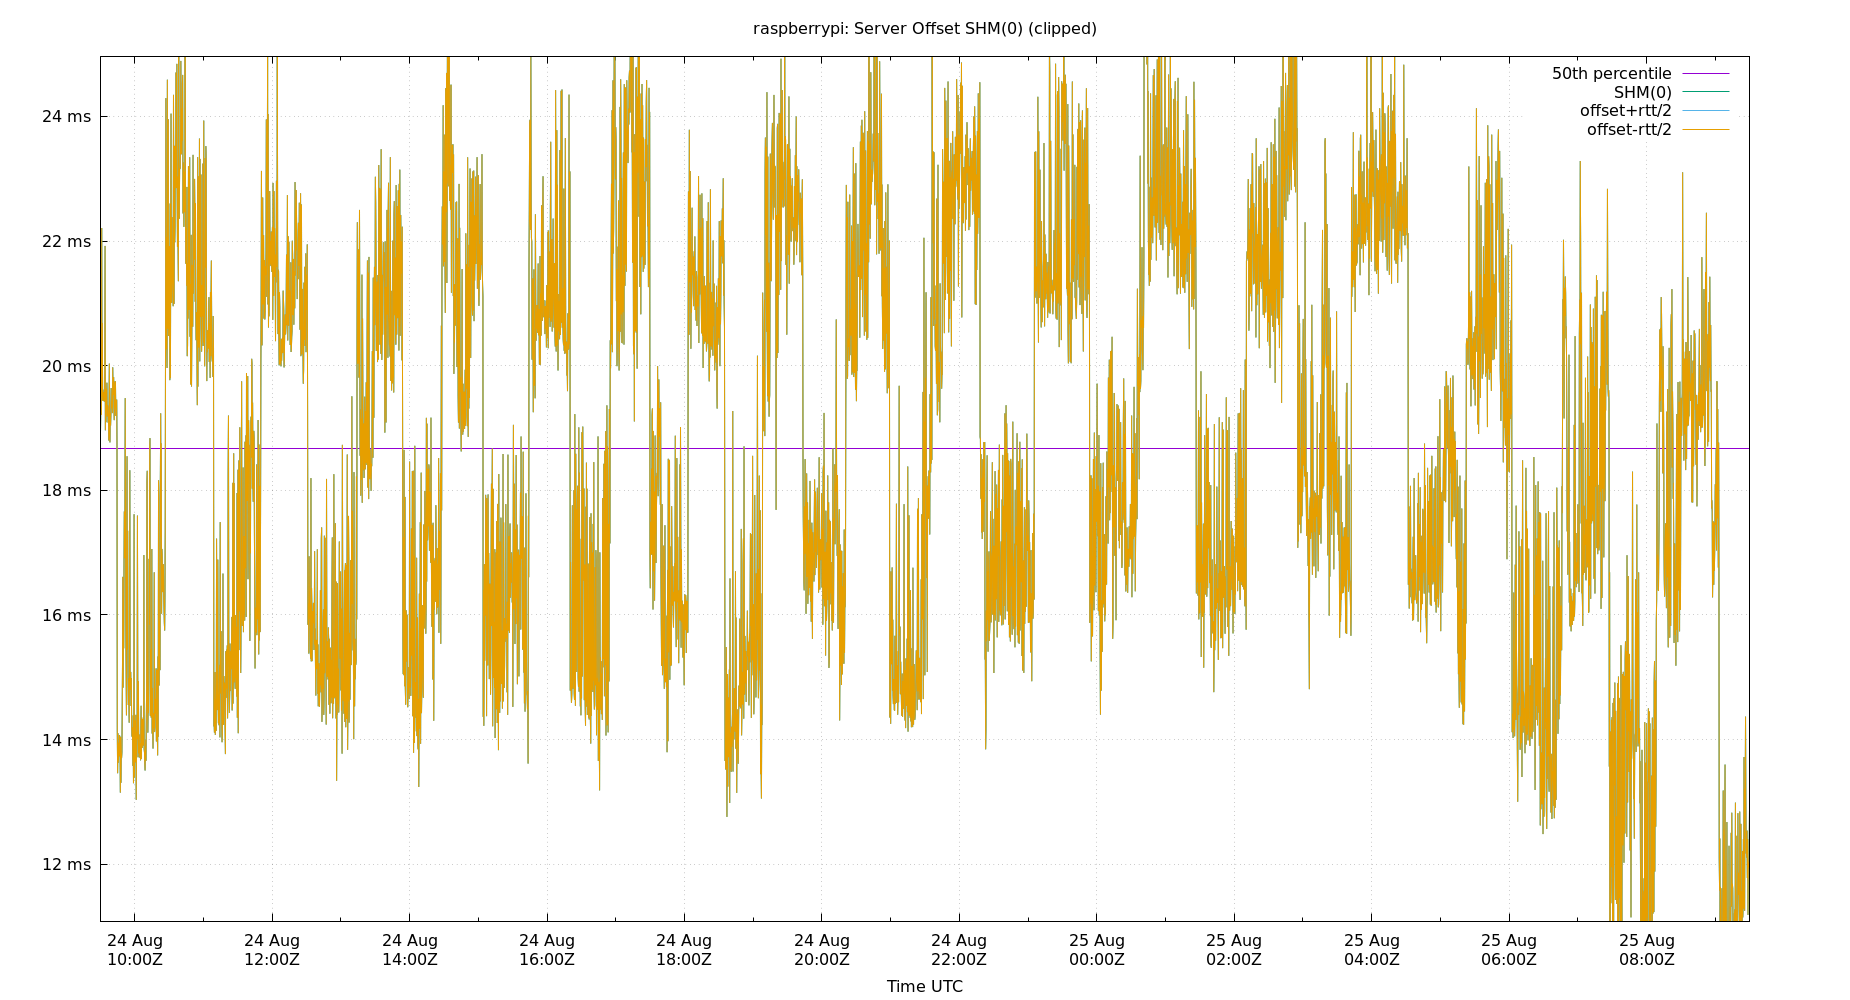 raspberrypi: Server Offset SHM(0) (clipped)
50th percentile
SHM(0)
offset+rtt/2
offset-rtt/2
24 ms
22 ms
20 ms
18 ms
16 ms
14 ms
12 ms
24 Aug 24 Aug 24 Aug 24 Aug 24 Aug 24 Aug 24 Aug 25 Aug 25 Aug 25 Aug 25 Aug 25 Aug
10:00Z 12:00Z 14:00Z 16:00Z 18:00Z 20:00Z 22:00Z 00:00Z 02:00Z 04:00Z 06:00Z 08:00Z
Time UTC